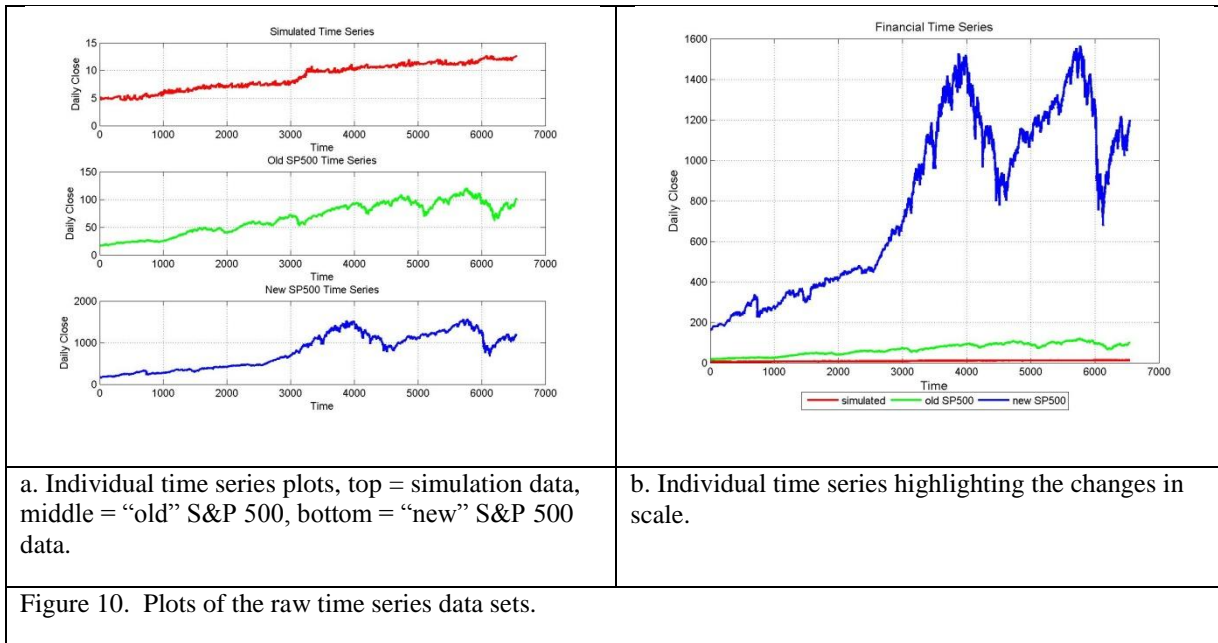 Simulated Time Series
15
10
5
0
Daily Close
0 1000 2000 3000 4000 5000 6000 7000
Time
Old SP500 Time Series
150
100
50
0
Daily Close
0 1000 2000 3000 4000 5000 6000 7000
Time
New SP500 Time Series
2000
1000
0
Daily Close
0 1000 2000 3000 4000 5000 6000 7000
Time
Financial Time Series
1600
1400
1200
1000
800
600
400
200
0
Daily Close
0 1000 2000 3000 4000 5000 6000 7000
Time
simulated old SP500 new SP500
a. Individual time series plots, top = simulation data,
middle = “old” S&P 500, bottom = “new” S&P 500
data.
b. Individual time series highlighting the changes in
scale.
Figure 10. Plots of the raw time series data sets.